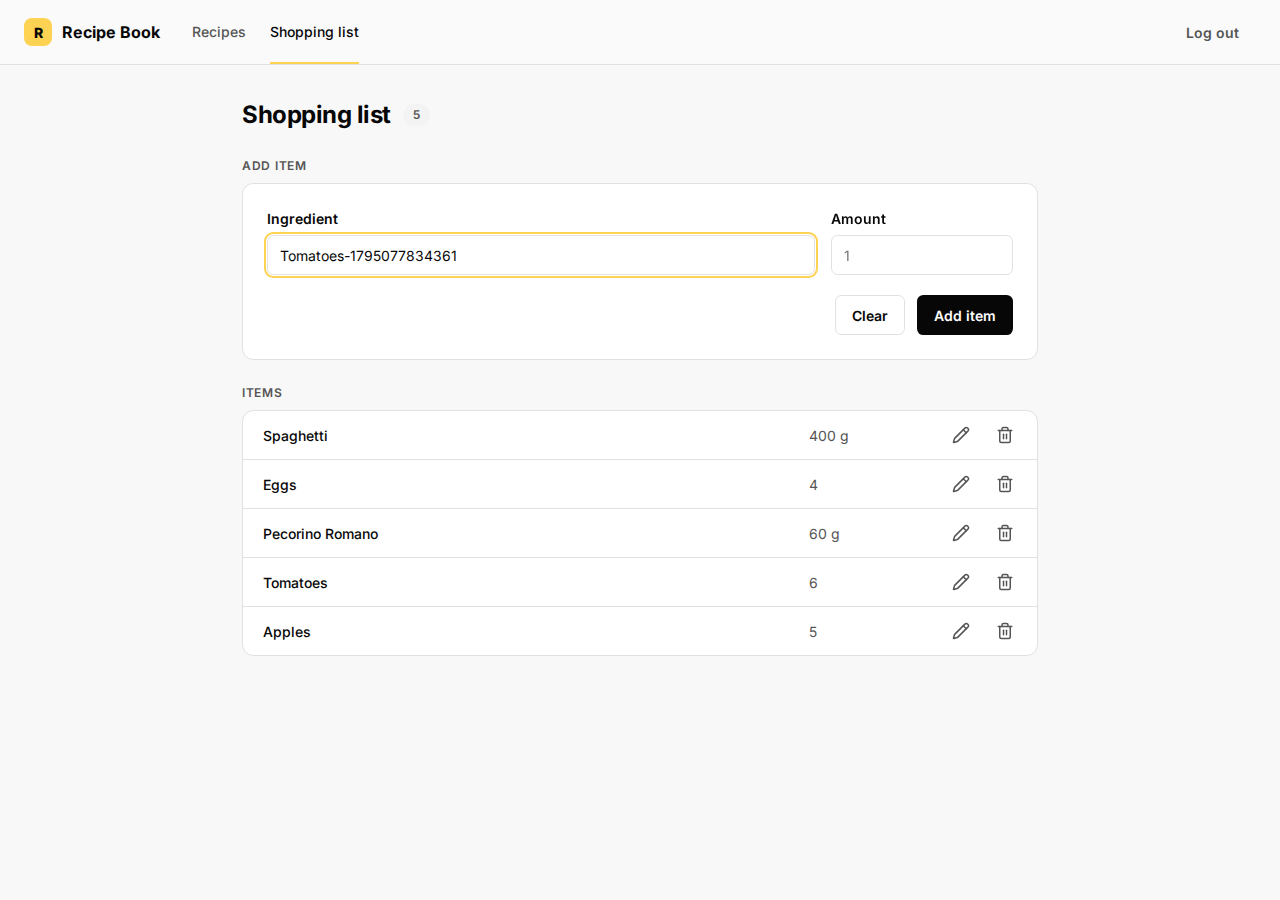 R Recipe Book Recipes Shopping list Log out
Shopping list 5
ADD ITEM
Ingredient Amount
Tomatoes-1795077834361 1
Clear Add item
ITEMS
Spaghetti 400 g
Eggs 4
Pecorino Romano 60 g
Tomatoes 6
Apples 5